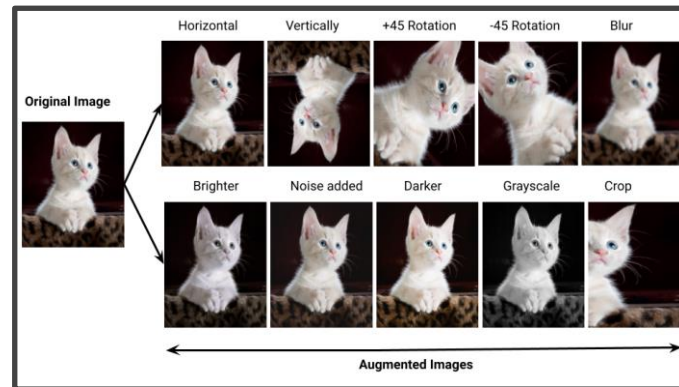 Horizontal
Vertically
+45 Rotation
-45 Rotation
Blur
Original Image
Brighter
Noise added
Darker
Grayscale
Crop
Augmented Images